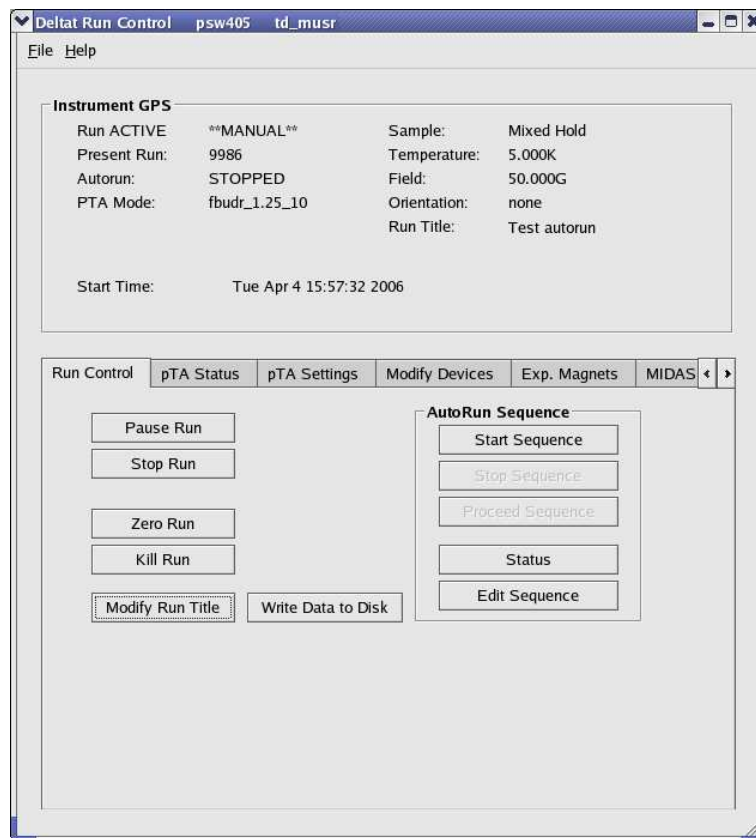 Deltat Run Control psw405 td_musr
File Help
Instrument GPS
Run ACTIVE **MANUAL** Sample: Mixed Hold
Present Run: 9986 Temperature: 5.000K
Autorun: STOPPED Field: 50.000G
PTA Mode: fbudr_1.25_10 Orientation: none
Run Title: Test autorun
Start Time: Tue Apr 4 15:57:32 2006
Run Control pTA Status pTA Settings Modify Devices Exp. Magnets MIDAS
AutoRun Sequence
Pause Run Start Sequence
Stop Run Stop Sequence
Zero Run Proceed Sequence
Kill Run Status
Modify Run Title Write Data to Disk Edit Sequence